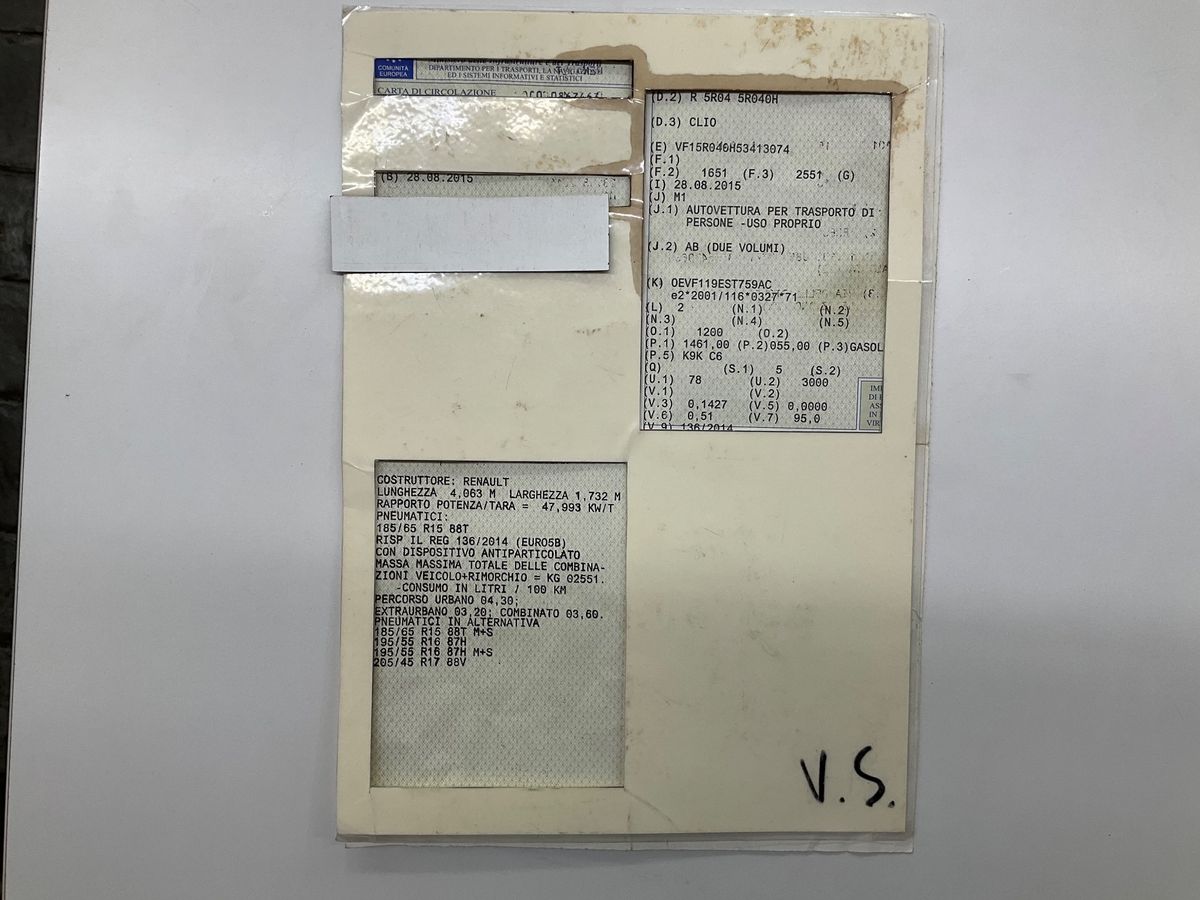 COMUNITÀ
EUROPEA
DIPARTIMENTO PER I TRASPORTI, LA NAVIGAZIONE
ED I SISTEMI INFORMATIVI E STATISTICI
CARTA DI CIRCOLAZIONE
(B) 28.08.2015
(D.2) R 5R04 5R040H
(D.3) CLIO
(E) VF15R040H53413074
(F.1)
(F.2) 1651 (F.3) 2551 (G)
(I) 28.08.2015
(J) M1
(J.1) AUTOVETTURA PER TRASPORTO DI
PERSONE -USO PROPRIO
(J.2) AB (DUE VOLUMI)
(K) OEVF119EST759AC
e2*2001/116*0327*71
(L) 2 (N.1) (N.2)
(N.3) (N.4) (N.5)
(O.1) 1200 (O.2)
(P.1) 1461,00 (P.2)055,00 (P.3)GASOL
(P.5) K9K C6
(Q) (S.1) 5 (S.2)
(U.1) 78 (U.2) 3000
(V.1) (V.2)
(V.3) 0,1427 (V.5) 0,0000
(V.6) 0,51 (V.7) 95,0
(V.9) 136/2014
COSTRUTTORE: RENAULT
LUNGHEZZA 4,063 M LARGHEZZA 1,732 M
RAPPORTO POTENZA/TARA = 47,993 KW/T
PNEUMATICI:
185/65 R15 88T
RISP IL REG 136/2014 (EURO5B)
CON DISPOSITIVO ANTIPARTICOLATO
MASSA MASSIMA TOTALE DELLE COMBINA-
ZIONI VEICOLO+RIMORCHIO = KG 02551.
-CONSUMO IN LITRI / 100 KM
PERCORSO URBANO 04,30;
EXTRAURBANO 03,20; COMBINATO 03,60.
PNEUMATICI IN ALTERNATIVA
185/65 R15 88T M+S
195/55 R16 87H
195/55 R16 87H M+S
205/45 R17 88V
V.S.